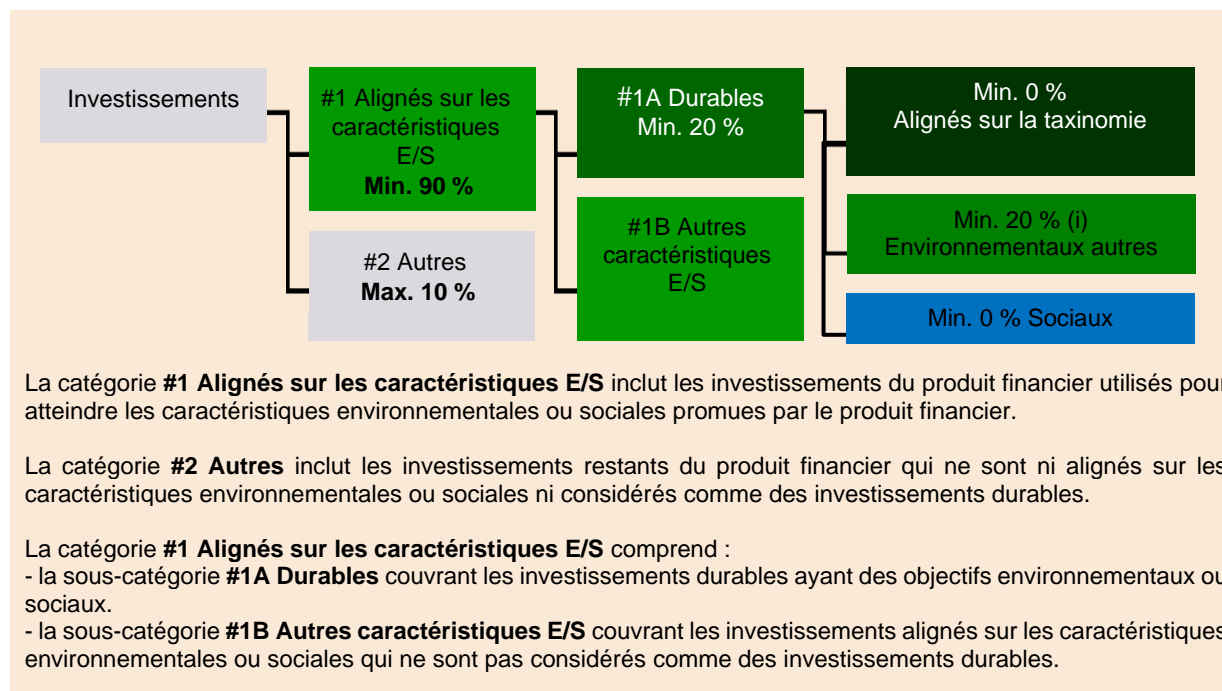 Investissements
#1 Alignés sur les
caractéristiques
E/S
Min. 90 %
#2 Autres
Max. 10 %
#1A Durables
Min. 20 %
#1B Autres
caractéristiques
E/S
Min. 0 %
Alignés sur la taxinomie
Min. 20 % (i)
Environnementaux autres
Min. 0 % Sociaux
La catégorie #1 Alignés sur les caractéristiques E/S inclut les investissements du produit financier utilisés pour
atteindre les caractéristiques environnementales ou sociales promues par le produit financier.
La catégorie #2 Autres inclut les investissements restants du produit financier qui ne sont ni alignés sur les
caractéristiques environnementales ou sociales ni considérés comme des investissements durables.
La catégorie #1 Alignés sur les caractéristiques E/S comprend :
- la sous-catégorie #1A Durables couvrant les investissements durables ayant des objectifs environnementaux ou
sociaux.
- la sous-catégorie #1B Autres caractéristiques E/S couvrant les investissements alignés sur les caractéristiques
environnementales ou sociales qui ne sont pas considérés comme des investissements durables.